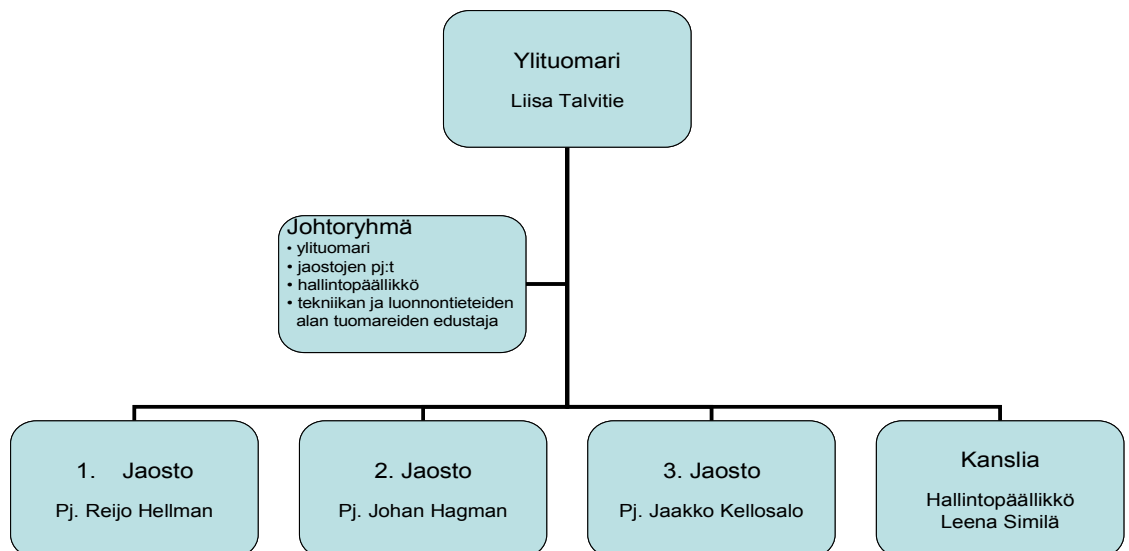 Ylituomari
Liisa Talvitie
Johtoryhmä
• ylituomari
• jaostojen pj:t
• hallintopäällikkö
• tekniikan ja luonnontieteiden
alan tuomareiden edustaja
1. Jaosto
Pj. Reijo Hellman
2. Jaosto
Pj. Johan Hagman
3. Jaosto
Pj. Jaakko Kellosalo
Kanslia
Hallintopäällikkö
Leena Similä